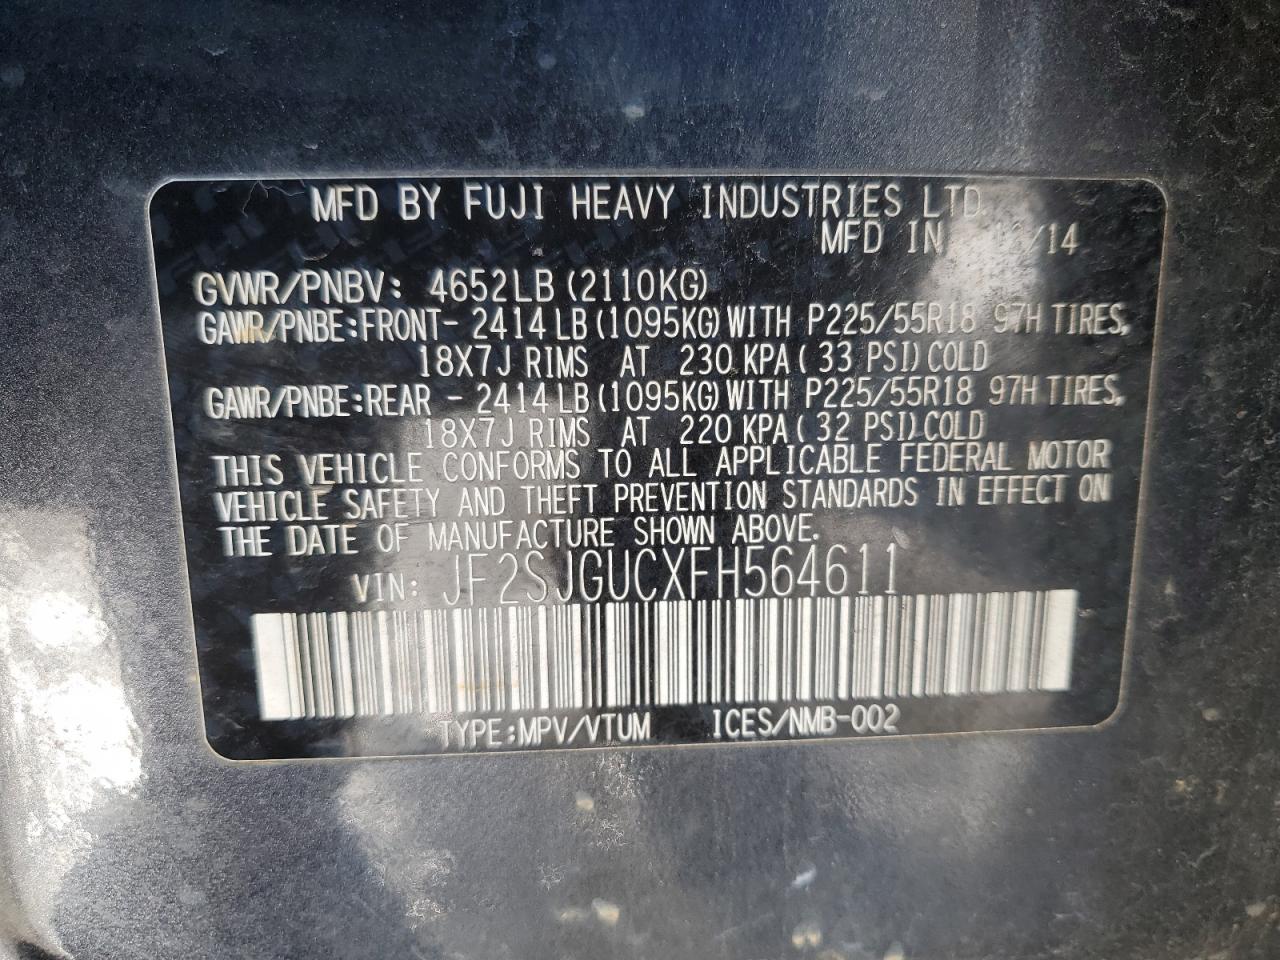 MFD BY FUJI HEAVY INDUSTRIES LTD.
MFD IN /14
GVWR/PNBV: 4652LB (2110KG)
GAWR/PNBE:FRONT- 2414 LB (1095KG) WITH P225/55R18 97H TIRES,
18X7J RIMS AT 230 KPA ( 33 PSI) COLD
GAWR/PNBE:REAR - 2414 LB (1095KG) WITH P225/55R18 97H TIRES,
18X7J RIMS AT 220 KPA ( 32 PSI) COLD
THIS VEHICLE CONFORMS TO ALL APPLICABLE FEDERAL MOTOR
VEHICLE SAFETY AND THEFT PREVENTION STANDARDS IN EFFECT ON
THE DATE OF MANUFACTURE SHOWN ABOVE.
VIN: JF2SJGUCXFH564611
TYPE:MPV/VTUM ICES/NMB-002